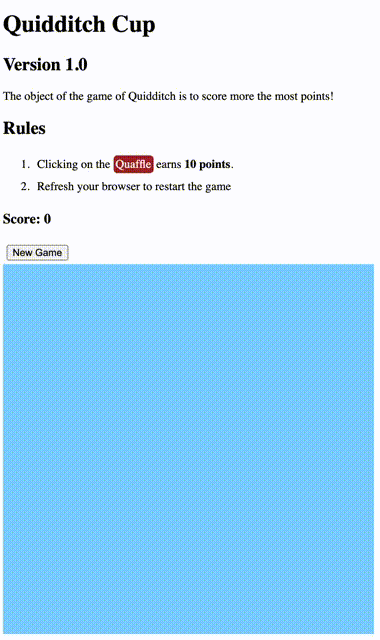 Quidditch Cup
Version 1.0
The object of the game of Quidditch is to score more the most points!
Rules
1. Clicking on the Quaffle earns 10 points.
2. Refresh your browser to restart the game
Score: 0
New Game